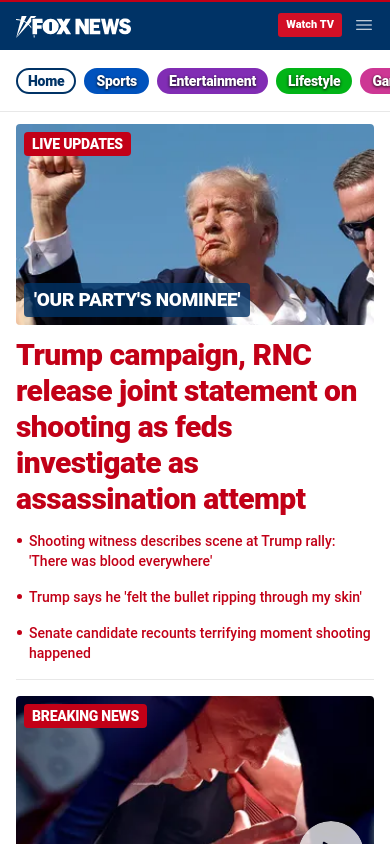 FOX NEWS
Watch TV
Home
Sports
Entertainment
Lifestyle
LIVE UPDATES
'OUR PARTY'S NOMINEE'
Trump campaign, RNC
release joint statement on
shooting as feds
investigate as
assassination attempt
Shooting witness describes scene at Trump rally:
'There was blood everywhere'
Trump says he 'felt the bullet ripping through my skin'
Senate candidate recounts terrifying moment shooting
happened
BREAKING NEWS